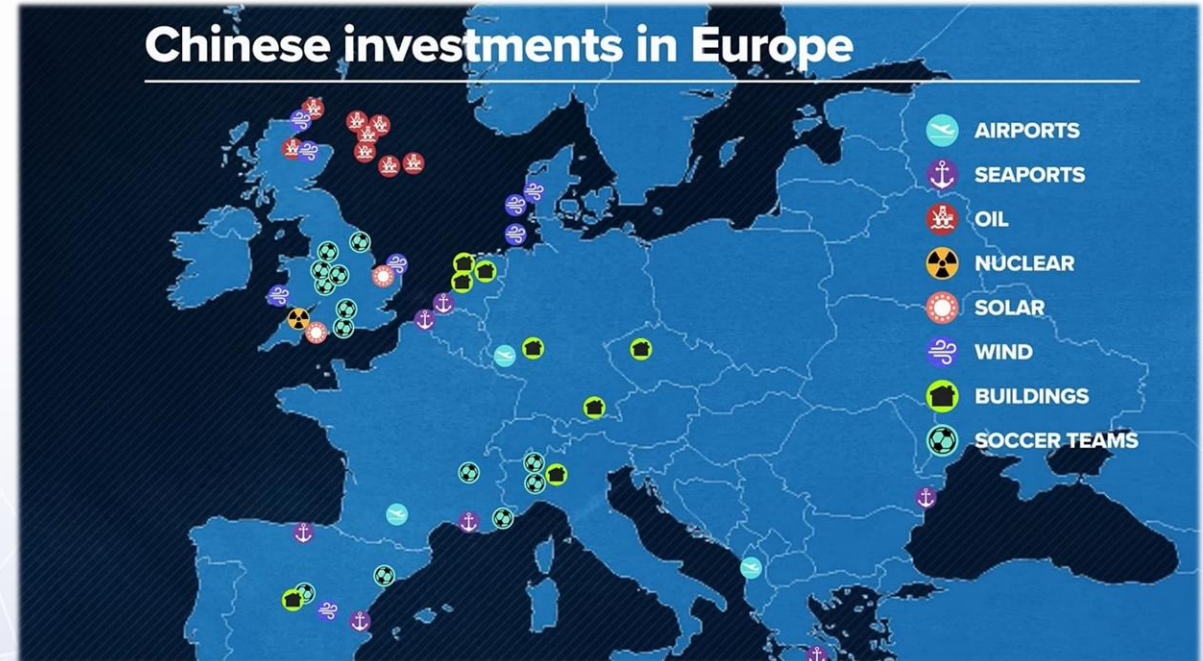 Chinese investments in Europe
AIRPORTS
SEAPORTS
OIL
NUCLEAR
SOLAR
WIND
BUILDINGS
SOCCER TEAMS